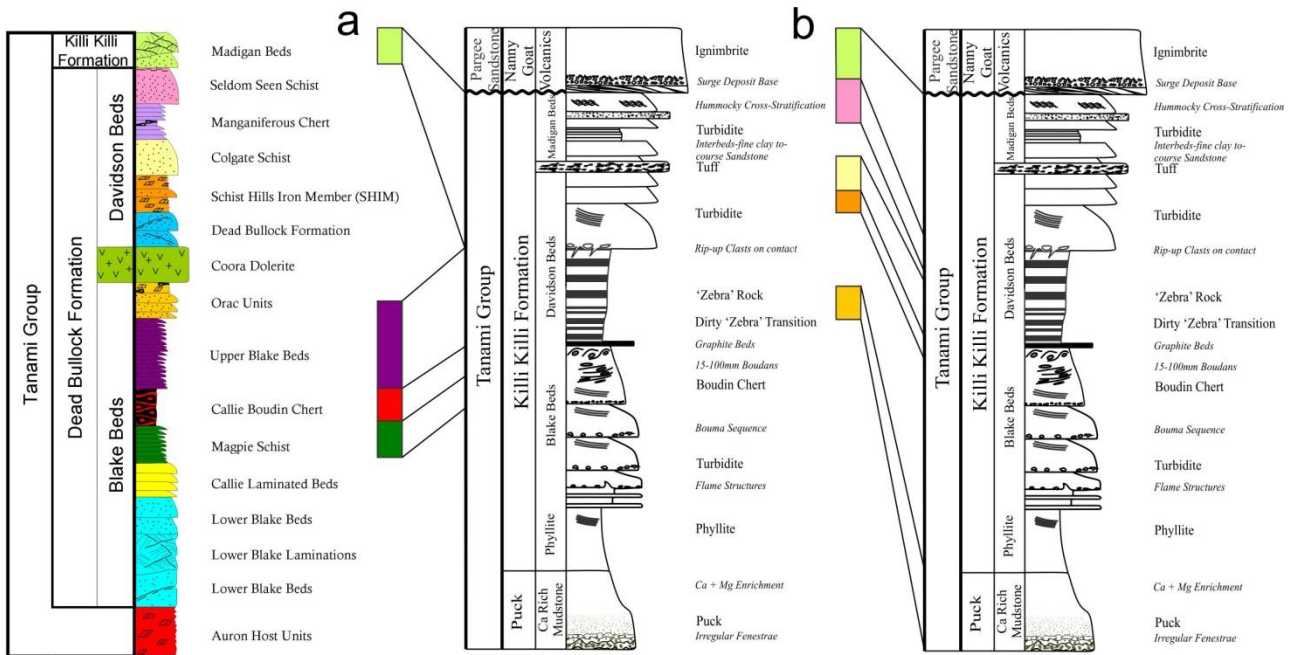 Tanami Group
Killi Killi
Formation
Dead Bullock Formation
Davidson Beds
Blake Beds
Madigan Beds
Seldom Seen Schist
Manganiferous Chert
Colgate Schist
Schist Hills Iron Member (SHIM)
Dead Bullock Formation
Coora Dolerite
Orac Units
Upper Blake Beds
Callie Boudin Chert
Magpie Schist
Callie Laminated Beds
Lower Blake Beds
Lower Blake Laminations
Lower Blake Beds
Auron Host Units
a
Tanami Group
Pargee
Sandstone
Nanny
Goat
Volcanics
Killi Killi Formation
Puck
Madigan Beds
Davidson Beds
Blake Beds
Phyllite
Ca Rich
Mudstone
Ignimbrite
Surge Deposit Base
Hummocky Cross-Stratification
Turbidite
Interbeds-fine clay to-
course Sandstone
Tuff
Turbidite
Rip-up Clasts on contact
'Zebra' Rock
Dirty 'Zebra' Transition
Graphite Beds
15-100mm Boudans
Boudin Chert
Bouma Sequence
Turbidite
Flame Structures
Phyllite
Ca + Mg Enrichment
Puck
Irregular Fenestrae
b
Tanami Group
Pargee
Sandstone
Nanny
Goat
Volcanics
Killi Killi Formation
Puck
Madigan Beds
Davidson Beds
Blake Beds
Phyllite
Ca Rich
Mudstone
Ignimbrite
Surge Deposit Base
Hummocky Cross-Stratification
Turbidite
Interbeds-fine clay to-
course Sandstone
Tuff
Turbidite
Rip-up Clasts on contact
'Zebra' Rock
Dirty 'Zebra' Transition
Graphite Beds
15-100mm Boudans
Boudin Chert
Bouma Sequence
Turbidite
Flame Structures
Phyllite
Ca + Mg Enrichment
Puck
Irregular Fenestrae